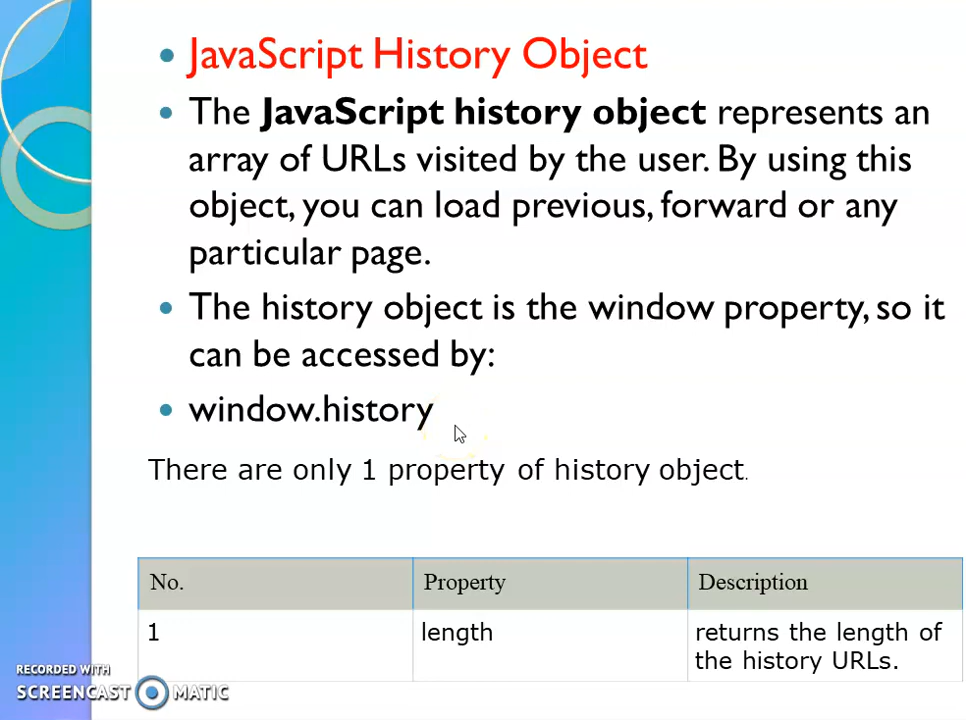 JavaScript History Object
The JavaScript history object represents an
array of URLs visited by the user. By using this
object, you can load previous, forward or any
particular page.
The history object is the window property, so it
can be accessed by:
window.history
There are only 1 property of history object.
No. Property Description
1 length returns the length of
the history URLs.
RECORDED WITH
SCREENCAST MATIC